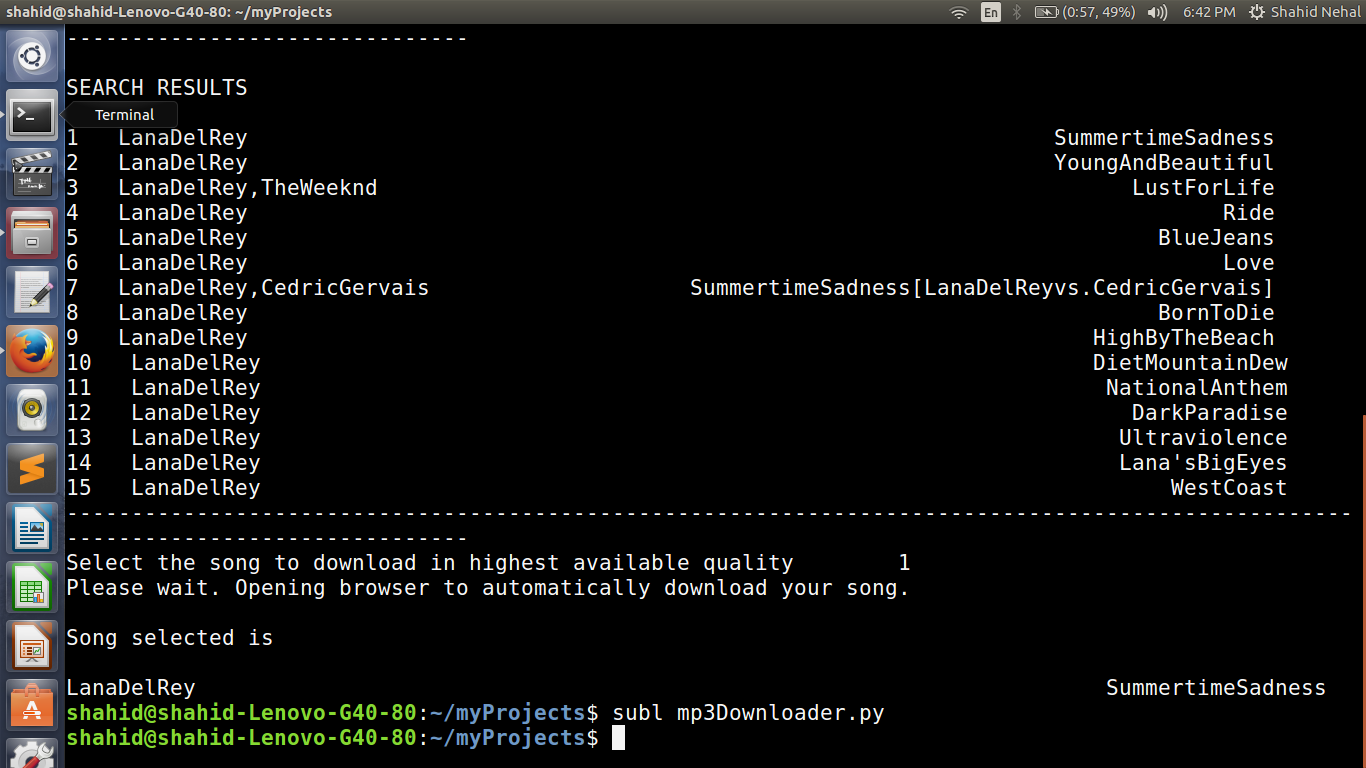 shahid@shahid-Lenovo-G40-80: ~/myProjects En (0:57, 49%) 6:42 PM Shahid Nehal
-------------------------------
SEARCH RESULTS
Terminal
1 LanaDelRey SummertimeSadness
2 LanaDelRey YoungAndBeautiful
3 LanaDelRey,TheWeeknd LustForLife
4 LanaDelRey Ride
5 LanaDelRey BlueJeans
6 LanaDelRey Love
7 LanaDelRey,CedricGervais SummertimeSadness[LanaDelReyvs.CedricGervais]
8 LanaDelRey BornToDie
9 LanaDelRey HighByTheBeach
10 LanaDelRey DietMountainDew
11 LanaDelRey NationalAnthem
12 LanaDelRey DarkParadise
13 LanaDelRey Ultraviolence
14 LanaDelRey Lana'sBigEyes
15 LanaDelRey WestCoast
---------------------------------------------------------------------------------------------------
-------------------------------
Select the song to download in highest available quality 1
Please wait. Opening browser to automatically download your song.
Song selected is
LanaDelRey SummertimeSadness
shahid@shahid-Lenovo-G40-80:~/myProjects$ subl mp3Downloader.py
shahid@shahid-Lenovo-G40-80:~/myProjects$